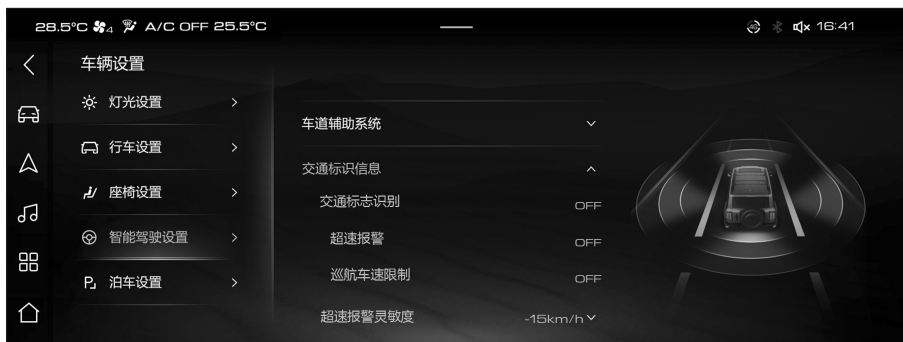 28.5°C 4 A/C OFF 25.5°C
4G 16:41
车辆设置
灯光设置
行车设置
座椅设置
智能驾驶设置
泊车设置
车道辅助系统
交通标识信息
交通标志识别 OFF
超速报警 OFF
巡航车速限制 OFF
超速报警灵敏度 -15km/h